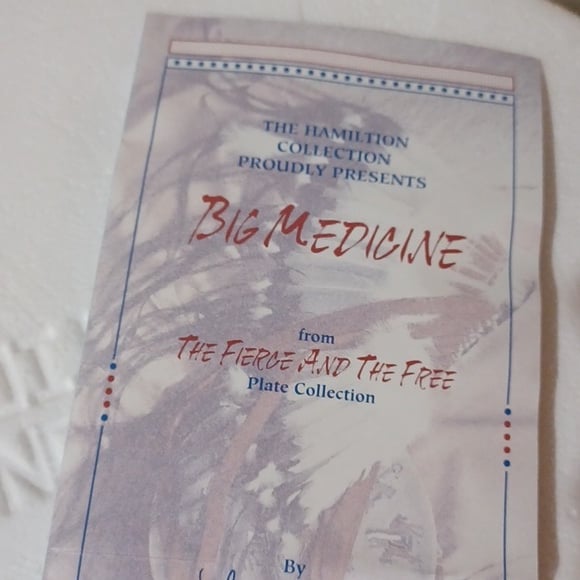 THE HAMILTION
COLLECTION
PROUDLY PRESENTS
BIG MEDICINE
from
THE FIERCE AND THE FREE
Plate Collection
By